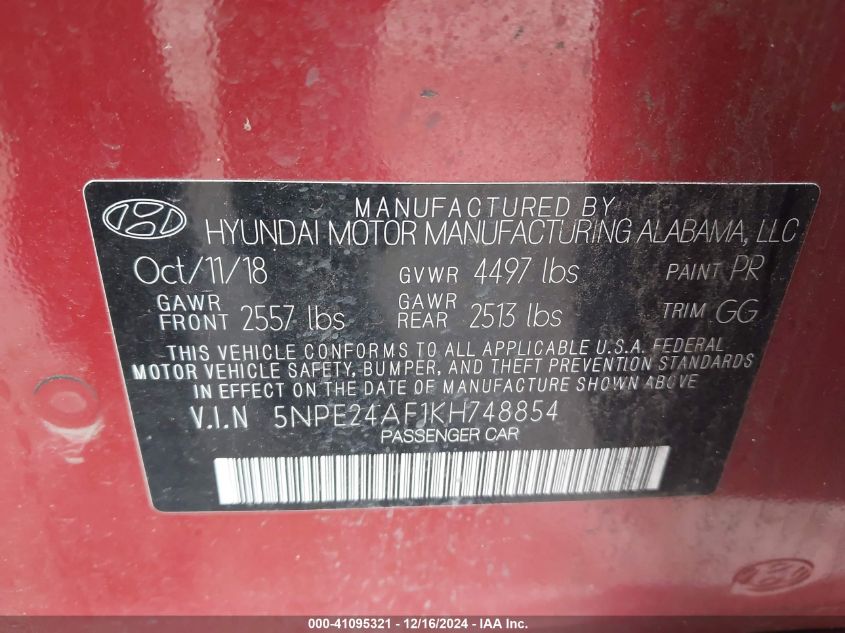 MANUFACTURED BY
HYUNDAI MOTOR MANUFACTURING ALABAMA, LLC
Oct/11/18 GVWR 4497 lbs PAINT PR
GAWR FRONT 2557 lbs GAWR REAR 2513 lbs TRIM GG
THIS VEHICLE CONFORMS TO ALL APPLICABLE U.S.A. FEDERAL
MOTOR VEHICLE SAFETY, BUMPER, AND THEFT PREVENTION STANDARDS
IN EFFECT ON THE DATE OF MANUFACTURE SHOWN ABOVE.
V.I.N 5NPE24AF1KH748854
PASSENGER CAR
000-41095321 - 12/16/2024 - IAA Inc.